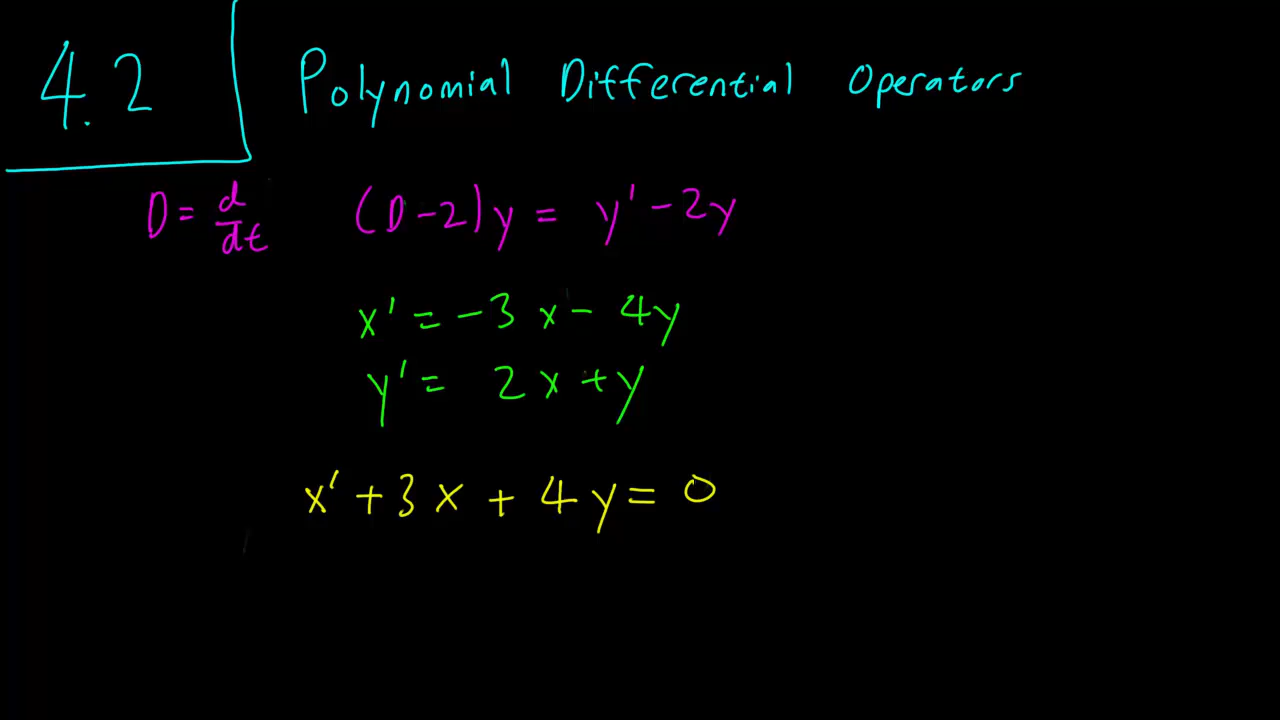 4.2 Polynomial Differential Operators
D = d/dt (D - 2)y = y' - 2y
x' = -3x - 4y
y' = 2x + y
x' + 3x + 4y = 0